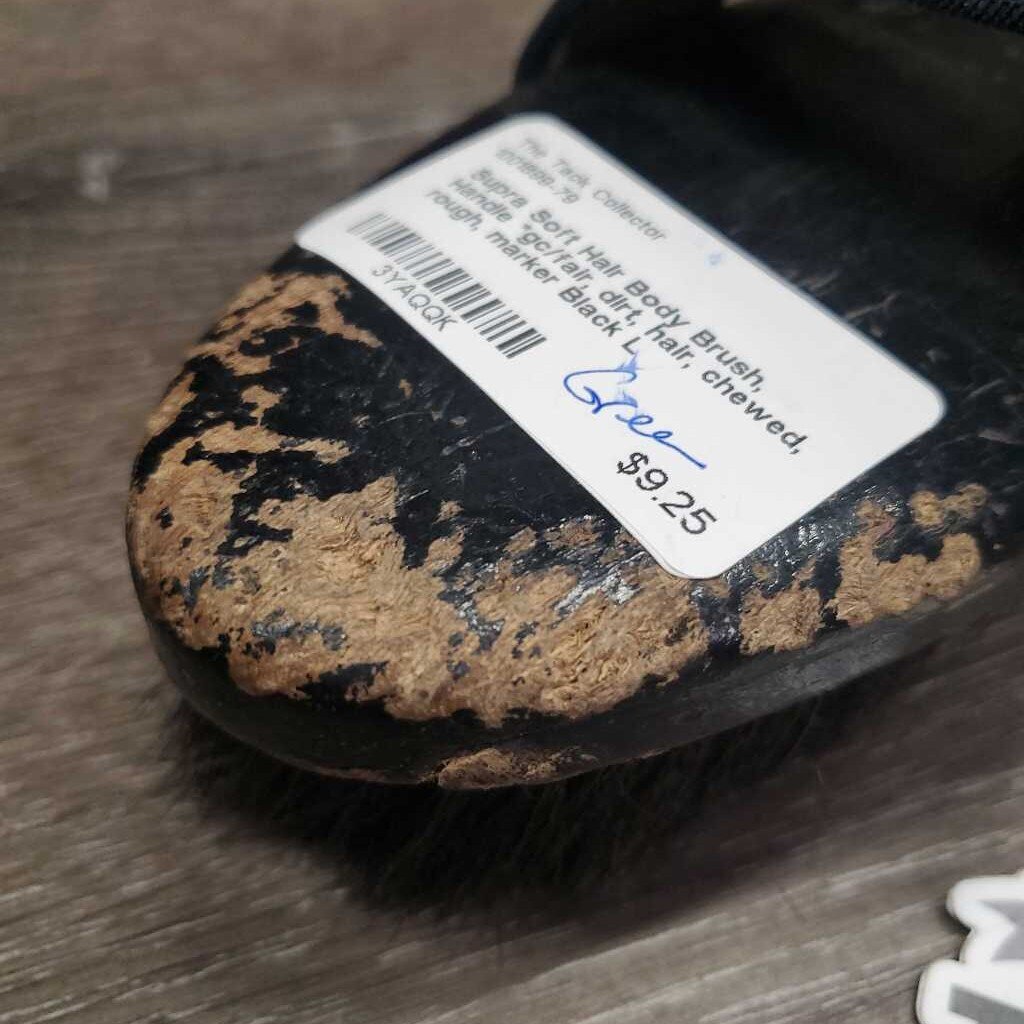 The Tack Collector
Supra Soft Hair Body Brush,
Handle *gc/fair, dirt, hair, chewed,
rough, marker Black L
3YAQQK
Green
$9.25